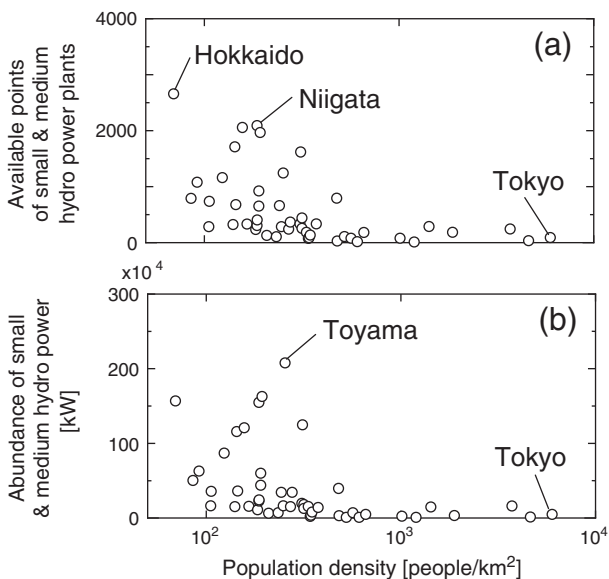 4000
2000
0
Available points
of small & medium
hydro power plants
(a)
Hokkaido
Niigata
Tokyo
x10^4
300
200
100
0
Abundance of small
& medium hydro power
[kW]
(b)
Toyama
Tokyo
10^2
10^3
10^4
Population density [people/km^2]